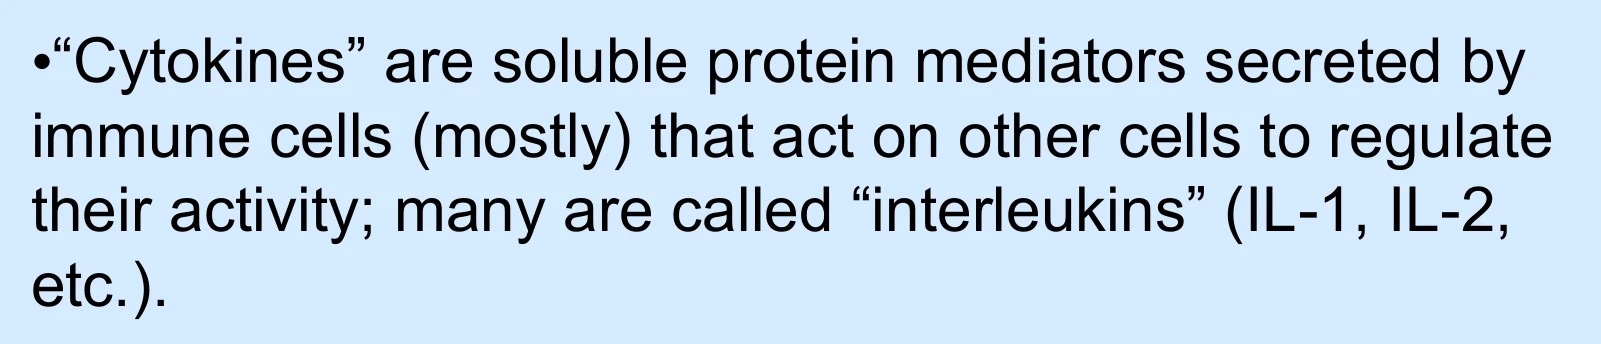 •“Cytokines” are soluble protein mediators secreted by
immune cells (mostly) that act on other cells to regulate
their activity; many are called “interleukins” (IL-1, IL-2,
etc.).